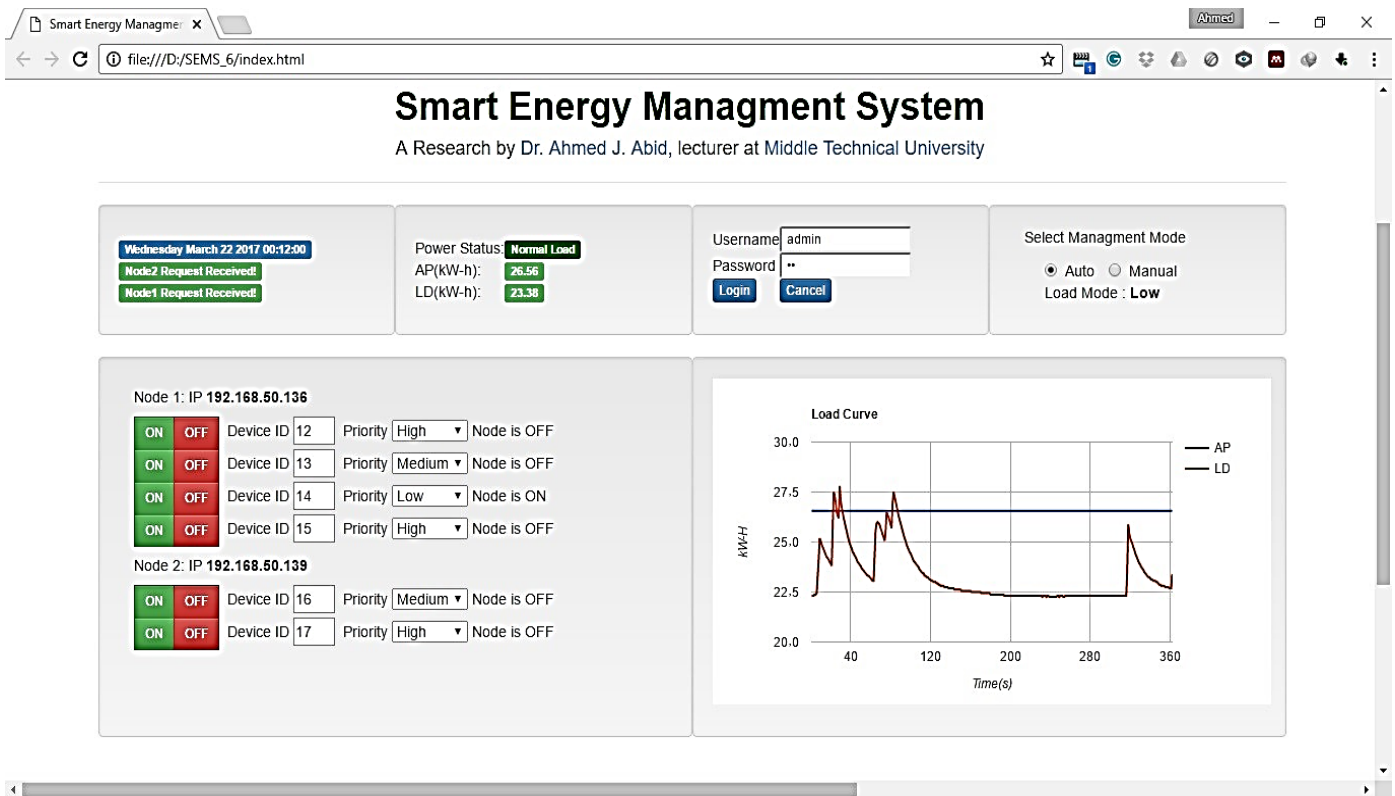 Smart Energy Managmer
Ahmed
file:///D:/SEMS_6/index.html
1
Smart Energy Managment System
A Research by Dr. Ahmed J. Abid, lecturer at Middle Technical University
Wednesday March 22 2017 00:12:00
Node2 Request Received!
Node1 Request Received!
Power Status: Normal Load
AP(kW-h): 26.56
LD(kW-h): 23.38
Username admin
Password ••
Login Cancel
Select Managment Mode
Auto Manual
Load Mode : Low
Node 1: IP 192.168.50.136
ON OFF Device ID 12 Priority High Node is OFF
ON OFF Device ID 13 Priority Medium Node is OFF
ON OFF Device ID 14 Priority Low Node is ON
ON OFF Device ID 15 Priority High Node is OFF
Node 2: IP 192.168.50.139
ON OFF Device ID 16 Priority Medium Node is OFF
ON OFF Device ID 17 Priority High Node is OFF
Load Curve
30.0
27.5
25.0
22.5
20.0
kW-H
40 120 200 280 360
Time(s)
AP
LD